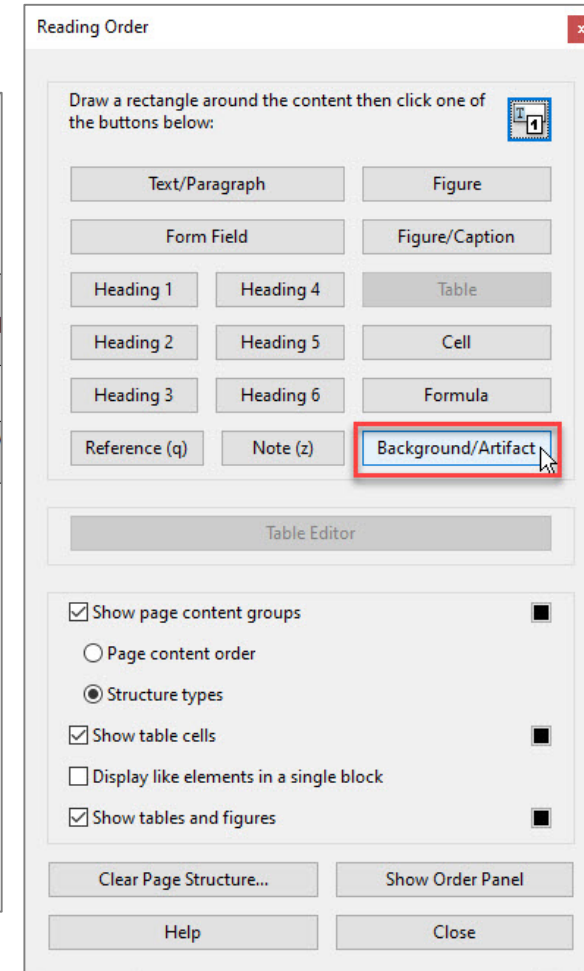 Reading Order
x
Draw a rectangle around the content then click one of
the buttons below:
T 1
Text/Paragraph Figure
Form Field Figure/Caption
Heading 1 Heading 4 Table
Heading 2 Heading 5 Cell
Heading 3 Heading 6 Formula
Reference (q) Note (z) Background/Artifact
Table Editor
Show page content groups
Page content order
Structure types
Show table cells
Display like elements in a single block
Show tables and figures
Clear Page Structure... Show Order Panel
Help Close